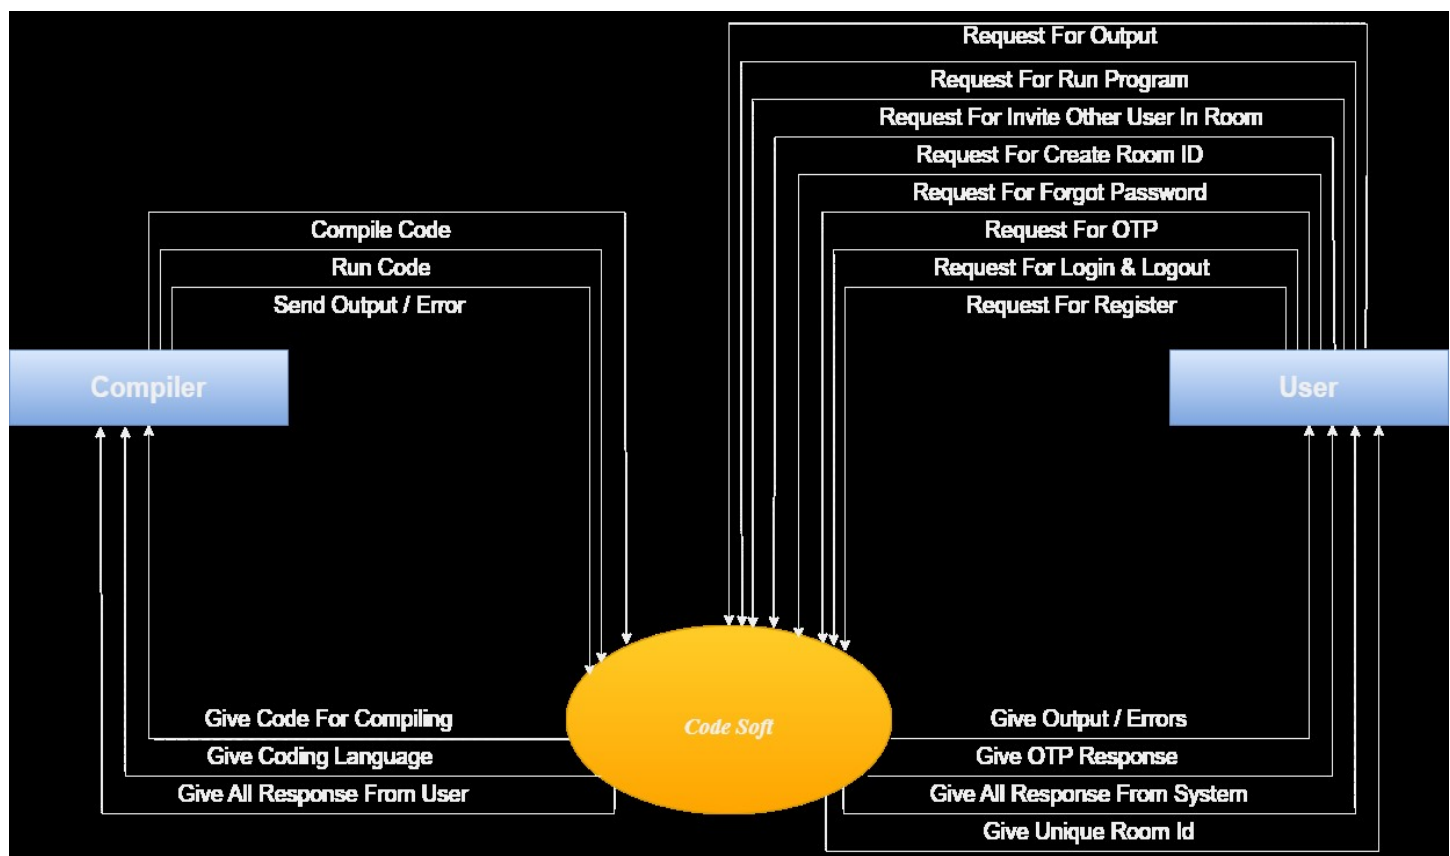 Request For Output
Request For Run Program
Request For Invite Other User In Room
Request For Create Room ID
Request For Forgot Password
Compile Code
Request For OTP
Run Code
Request For Login & Logout
Send Output / Error
Request For Register
Compiler
User
Give Code For Compiling
Code Soft
Give Output / Errors
Give Coding Language
Give OTP Response
Give All Response From User
Give All Response From System
Give Unique Room Id